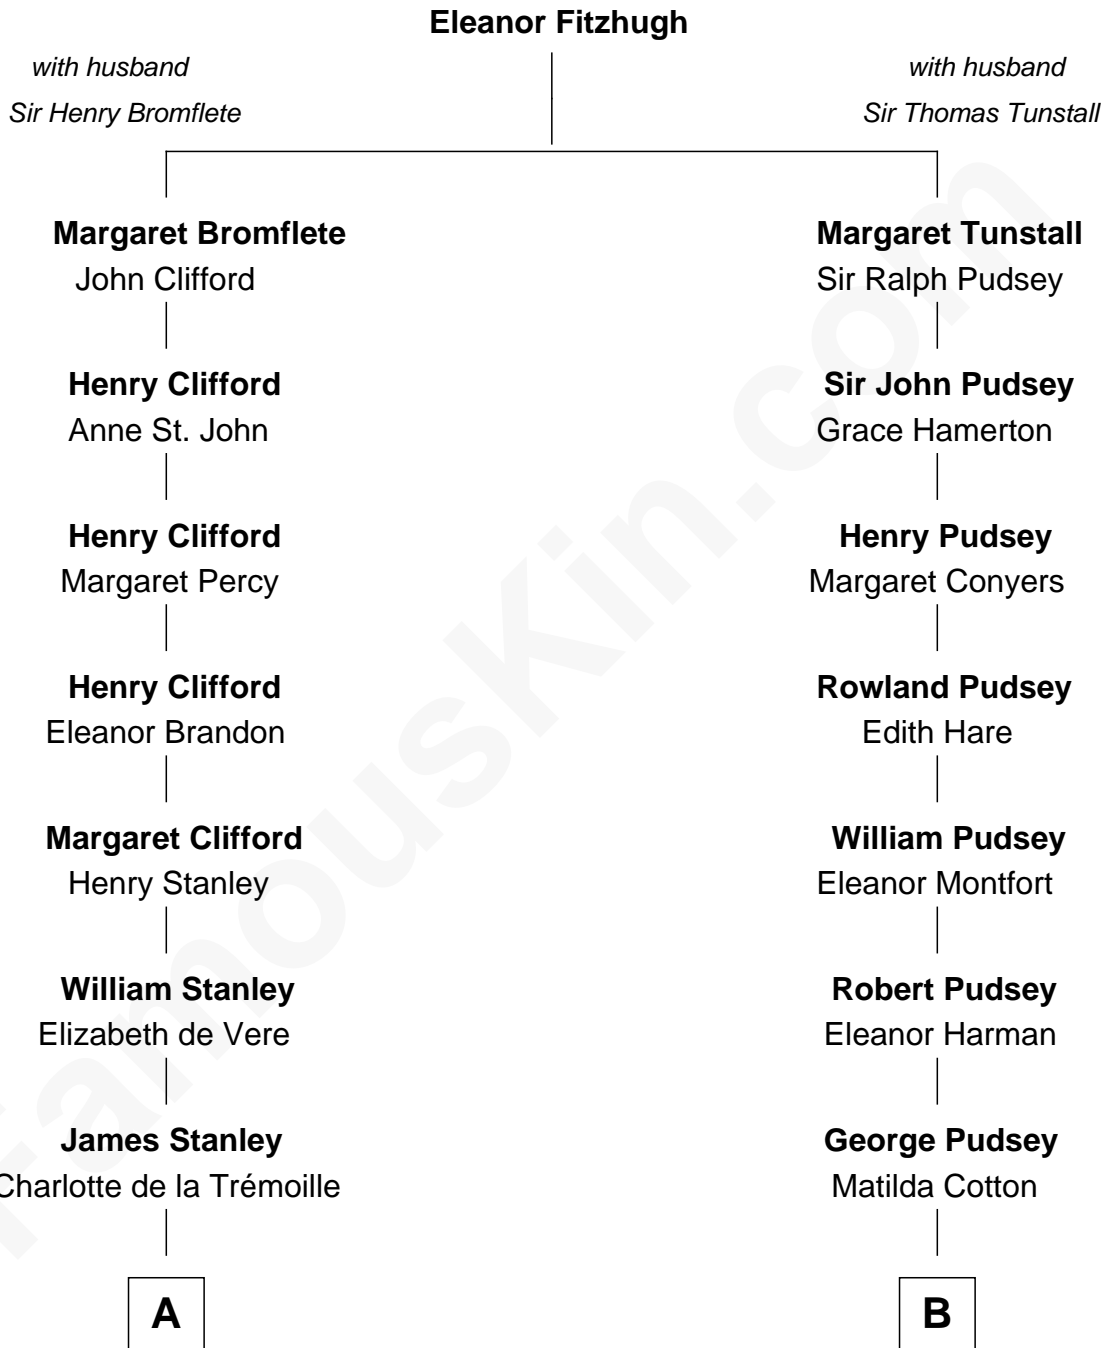 Eleanor Fitzhugh
with husband
Sir Henry Bromflete
with husband
Sir Thomas Tunstall
Margaret Bromflete
John Clifford
Margaret Tunstall
Sir Ralph Pudsey
Henry Clifford
Anne St. John
Sir John Pudsey
Grace Hamerton
Henry Clifford
Margaret Percy
Henry Pudsey
Margaret Conyers
Henry Clifford
Eleanor Brandon
Rowland Pudsey
Edith Hare
Margaret Clifford
Henry Stanley
William Pudsey
Eleanor Montfort
William Stanley
Elizabeth de Vere
Robert Pudsey
Eleanor Harman
James Stanley
Charlotte de la Trémoille
George Pudsey
Matilda Cotton
A
B
FamousKin.com